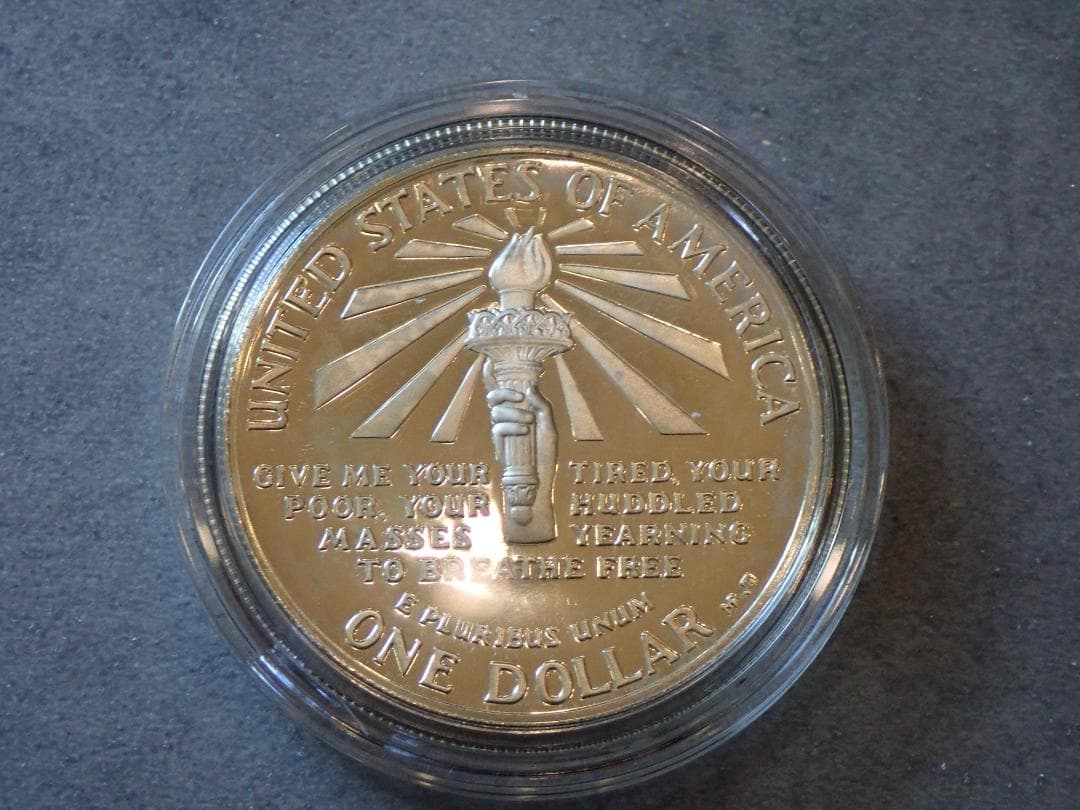 UNITED STATES OF AMERICA
GIVE ME YOUR TIRED, YOUR
POOR, YOUR HUDDLED
MASSES YEARNING
TO BREATHE FREE
E PLURIBUS UNUM
ONE DOLLAR